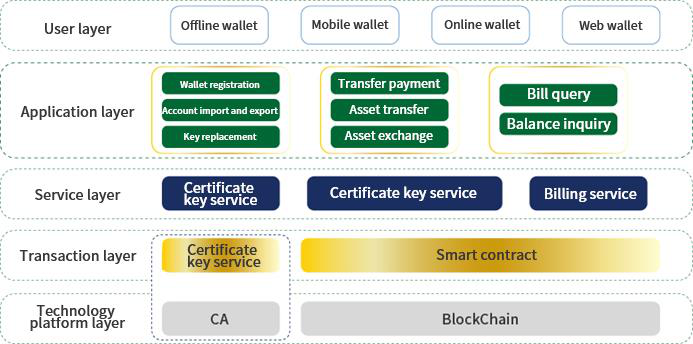 User layer
Offline wallet
Mobile wallet
Online wallet
Web wallet
Application layer
Wallet registration
Account import and export
Key replacement
Transfer payment
Asset transfer
Asset exchange
Bill query
Balance inquiry
Service layer
Certificate
key service
Certificate key service
Billing service
Transaction layer
Certificate
key service
Smart contract
Technology
platform layer
CA
BlockChain